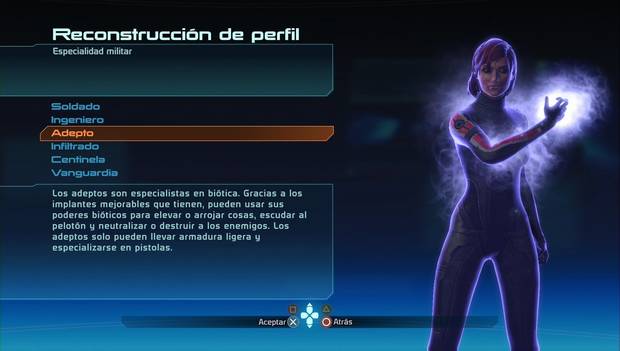 Reconstrucción de perfil
Especialidad militar
Soldado
Ingeniero
Adepto
Infiltrado
Centinela
Vanguardia
Los adeptos son especialistas en biótica. Gracias a los
implantes mejorables que tienen, pueden usar sus
poderes bióticos para elevar o arrojar cosas, escudar al
pelotón y neutralizar o destruir a los enemigos. Los
adeptos solo pueden llevar armadura ligera y
especializarse en pistolas.
Aceptar Atrás